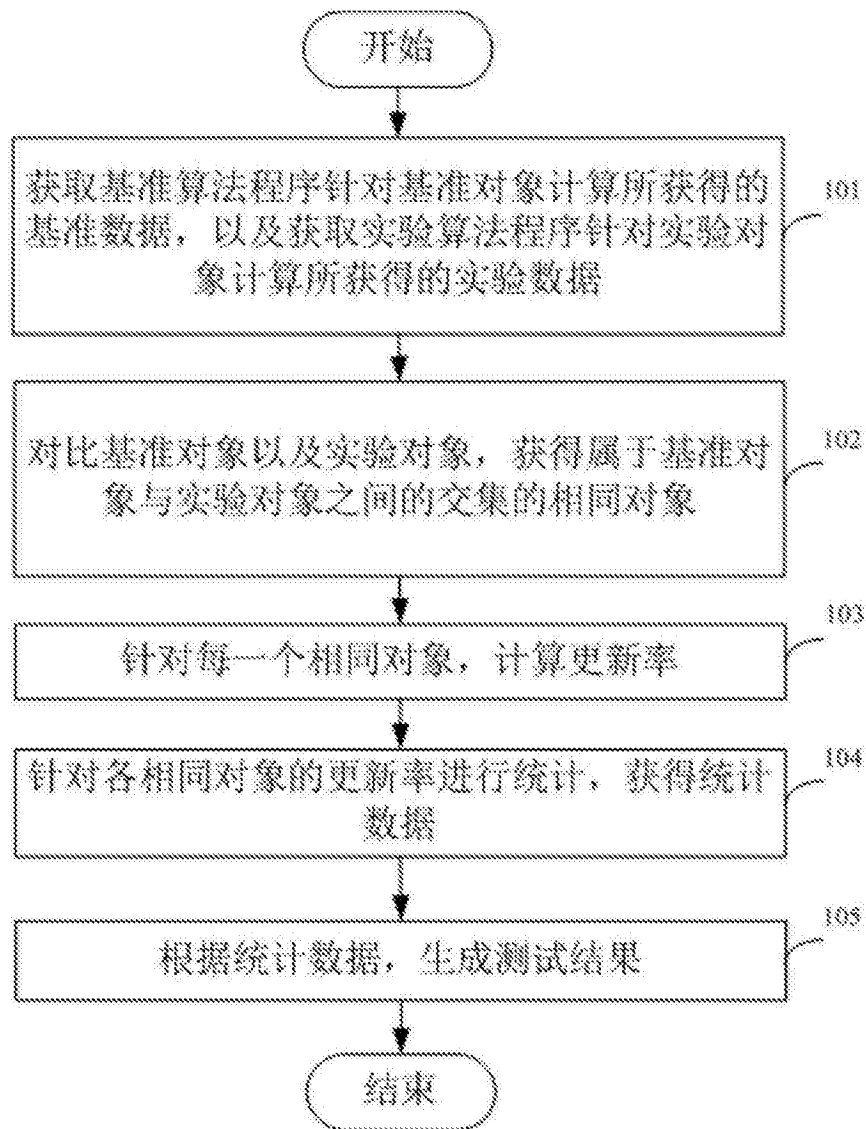 开始
获取基准算法程序针对基准对象计算所获得的
基准数据，以及获取实验算法程序针对实验对
象计算所获得的实验数据
101
对比基准对象以及实验对象，获得属于基准对
象与实验对象之间的交集的相同对象
102
针对每一个相同对象，计算更新率
103
针对各相同对象的更新率进行统计，获得统计
数据
104
根据统计数据，生成测试结果
105
结束